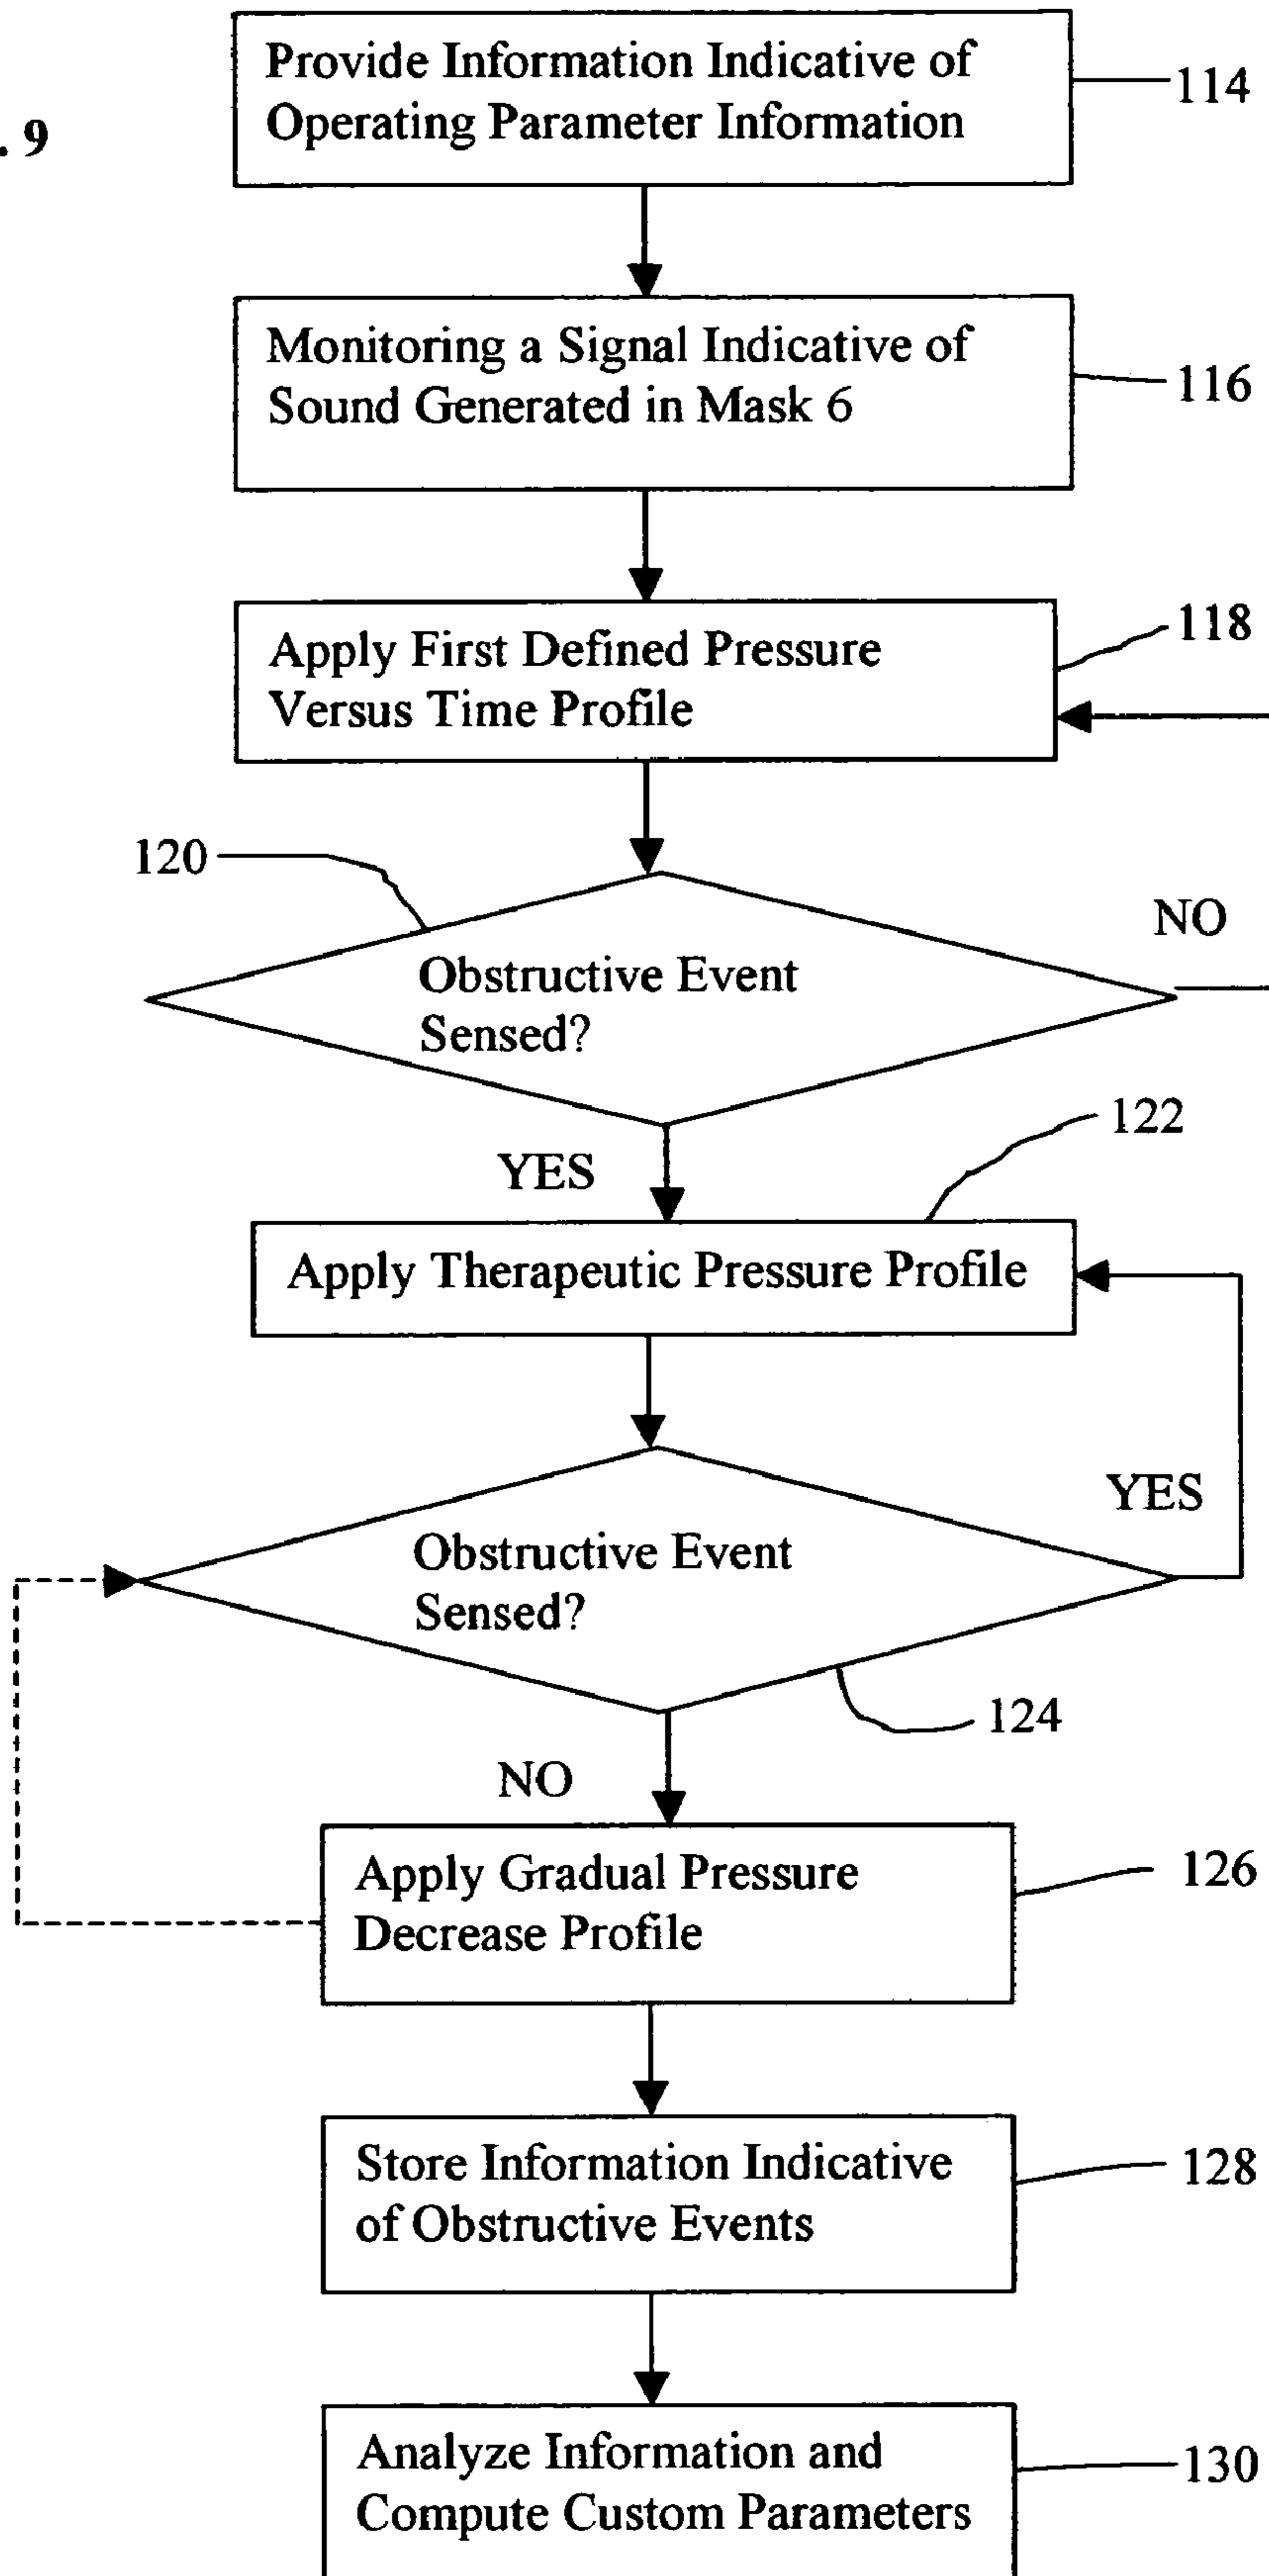 . 9
Provide Information Indicative of
Operating Parameter Information
114
Monitoring a Signal Indicative of
Sound Generated in Mask 6
116
Apply First Defined Pressure
Versus Time Profile
118
120
Obstructive Event
Sensed?
NO
YES
122
Apply Therapeutic Pressure Profile
Obstructive Event
Sensed?
YES
124
NO
Apply Gradual Pressure
Decrease Profile
126
Store Information Indicative
of Obstructive Events
128
Analyze Information and
Compute Custom Parameters
130